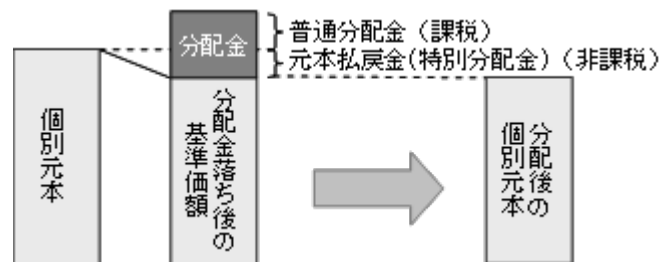 分配金
普通分配金（課税）
元本払戻金(特別分配金)（非課税）
個別元本
分配金落ち後の
基準価額
分配後の
個別元本